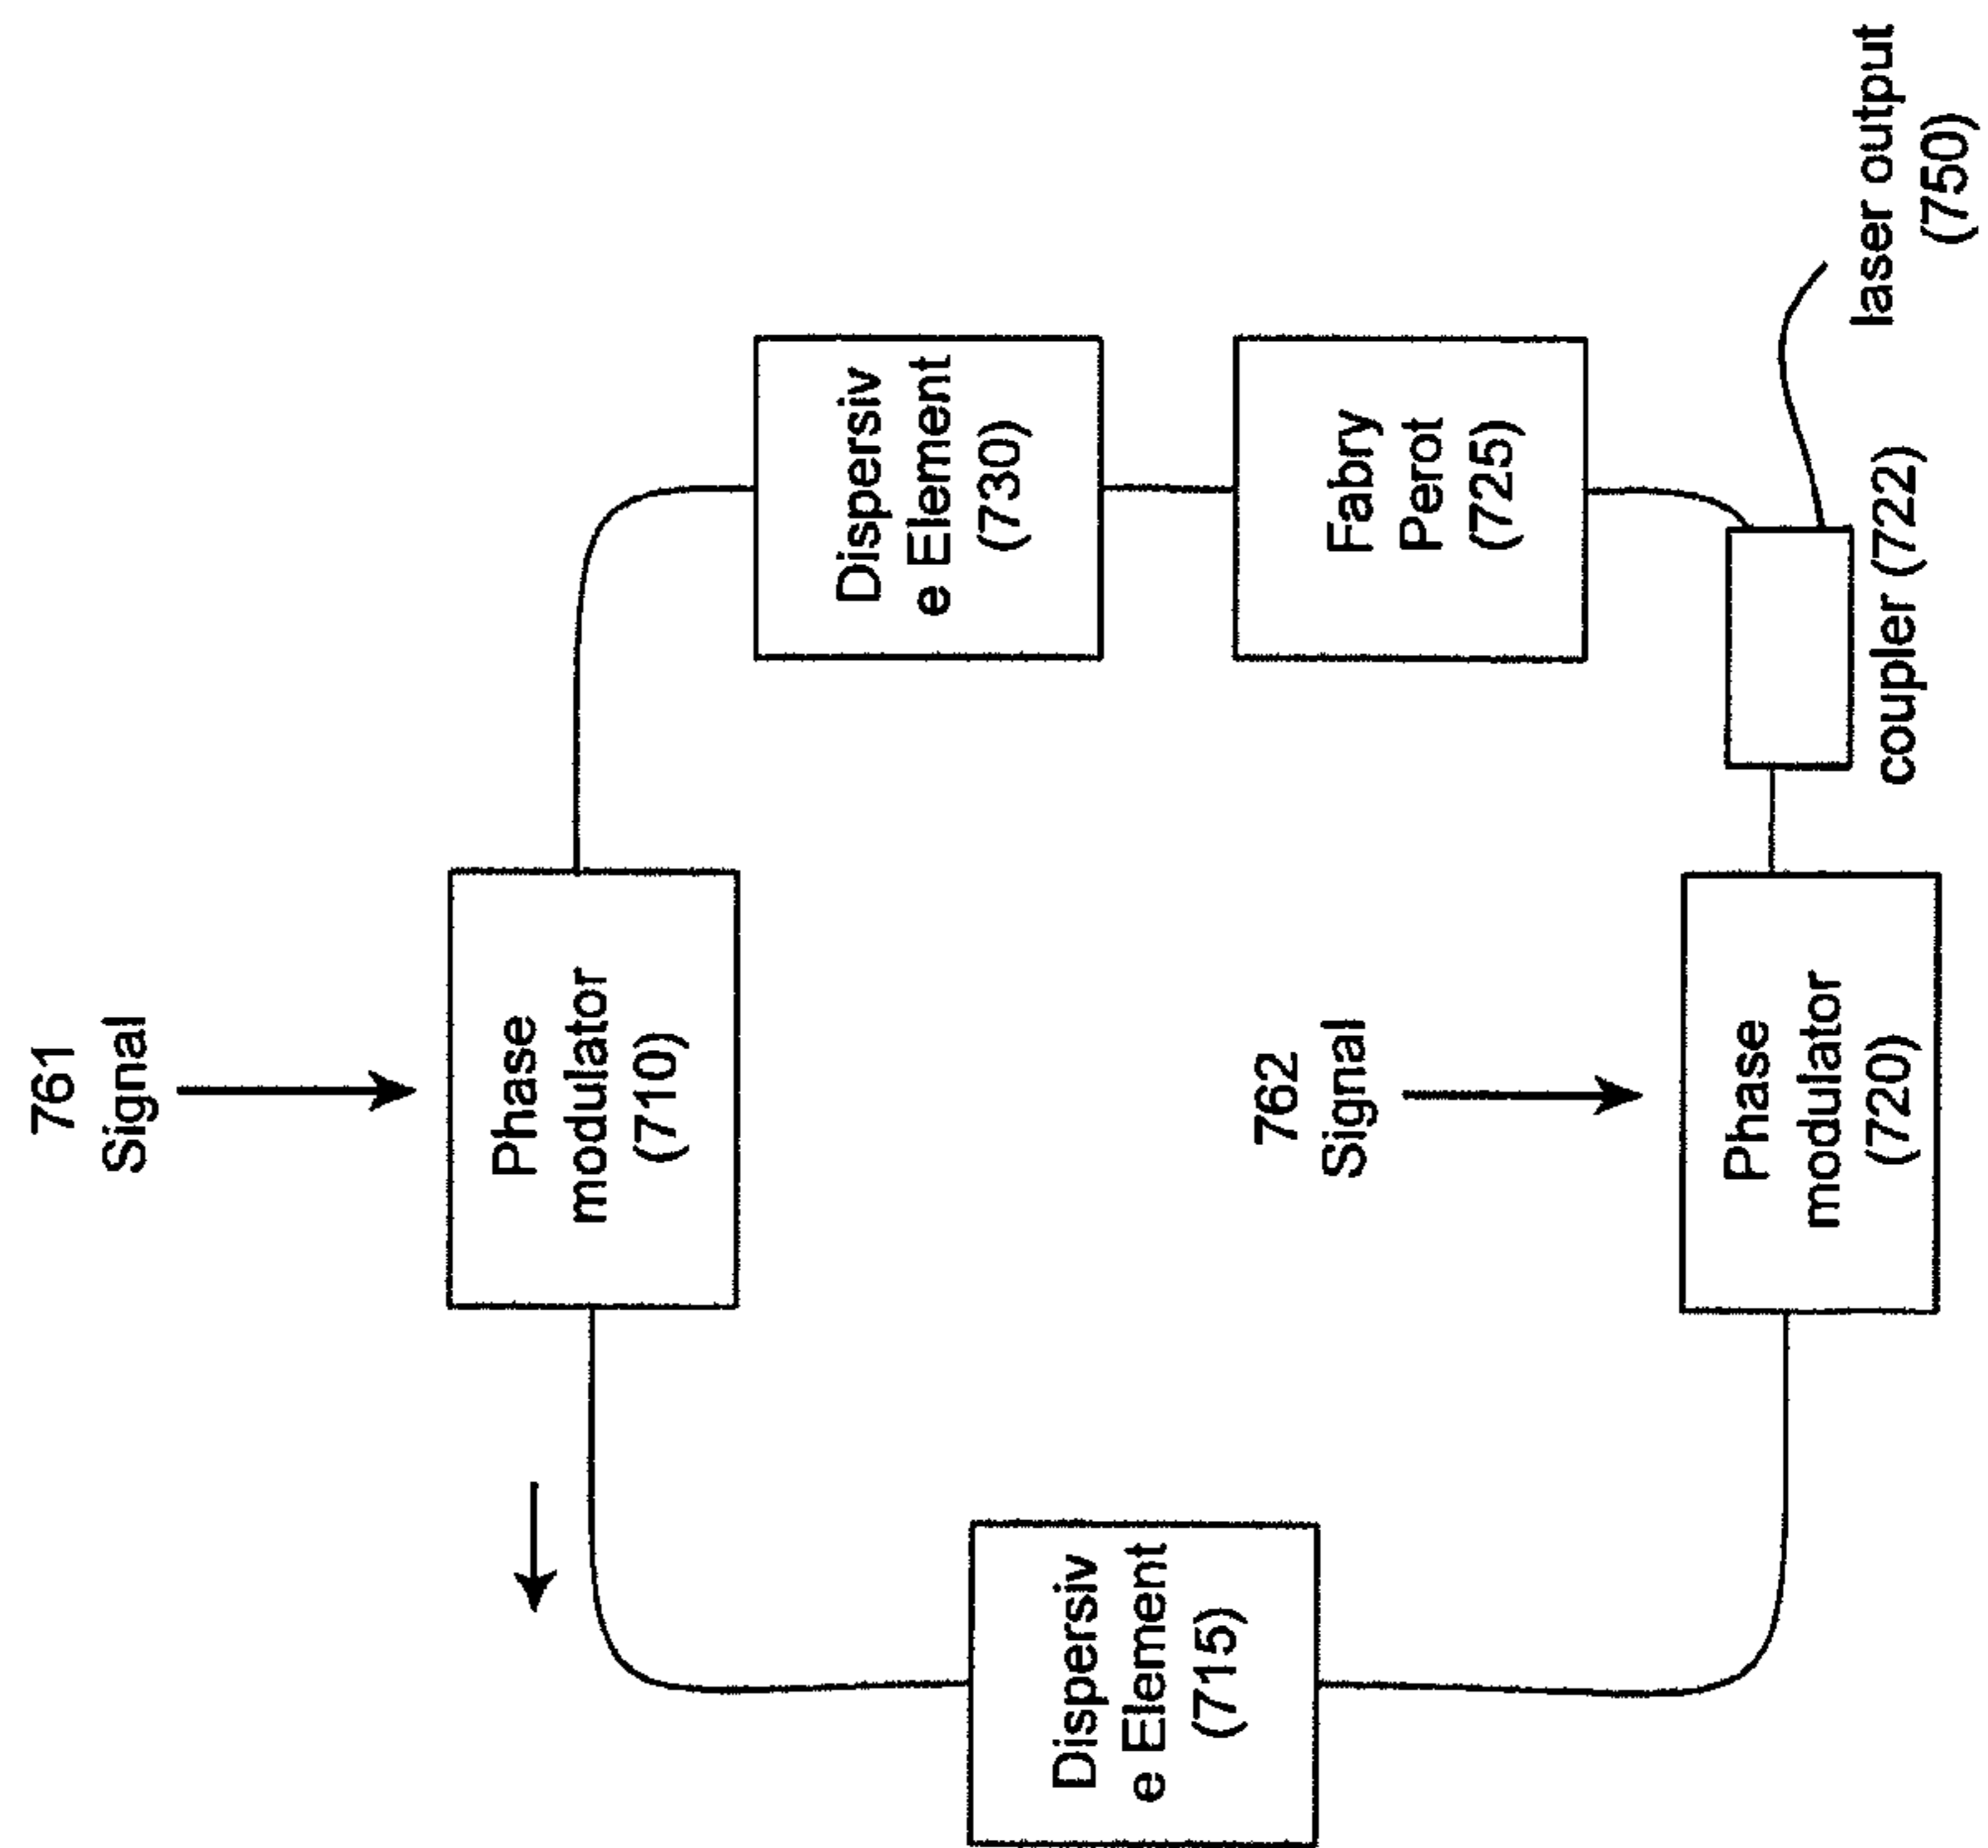 761
Signal
Phase
modulator
(710)
Dispersiv
e Element
(730)
Dispersiv
e Element
(715)
762
Signal
Fabry
Perot
(725)
Phase
modulator
(720)
coupler (722)
laser output
(750)